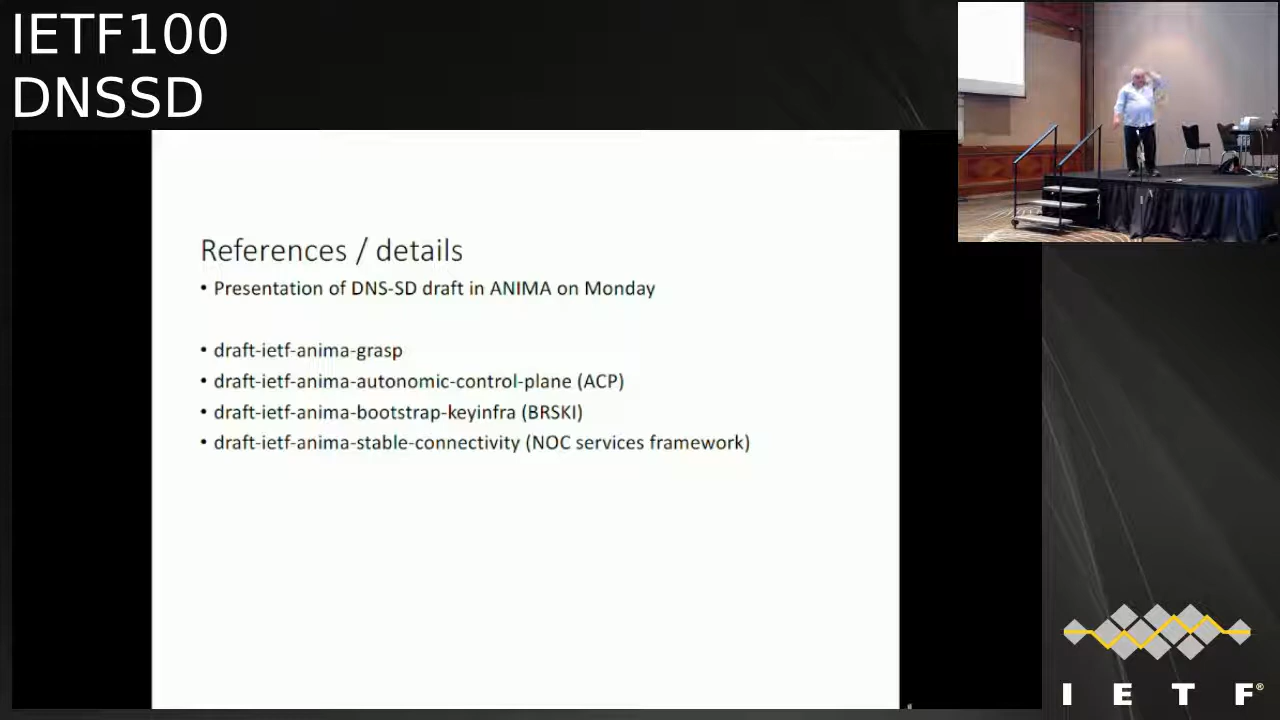 IETF100
DNSSD
References / details
• Presentation of DNS-SD draft in ANIMA on Monday
• draft-ietf-anima-grasp
• draft-ietf-anima-autonomic-control-plane (ACP)
• draft-ietf-anima-bootstrap-keyinfra (BRSKI)
• draft-ietf-anima-stable-connectivity (NOC services framework)
I E T F®